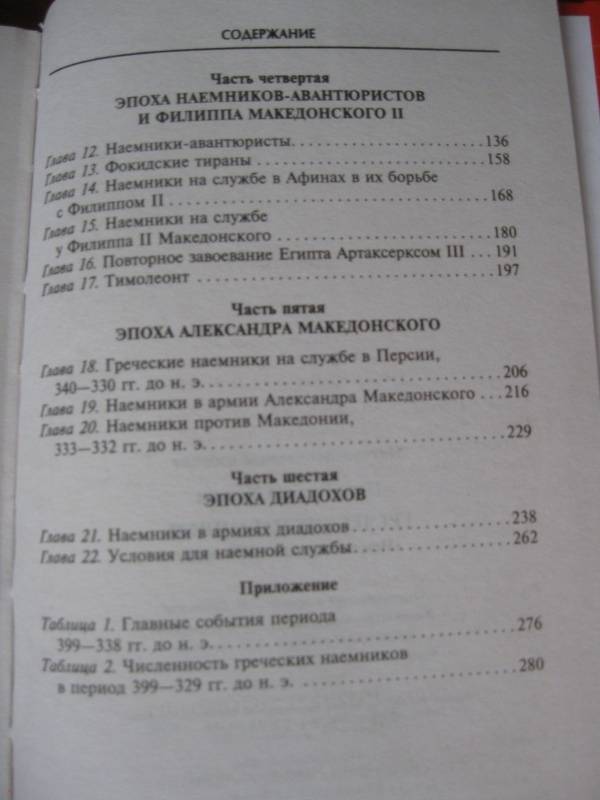 СОДЕРЖАНИЕ
Часть четвертая
ЭПОХА НАЕМНИКОВ-АВАНТЮРИСТОВ
И ФИЛИППА МАКЕДОНСКОГО II
Глава 12. Наемники-авантюристы. 136
Глава 13. Фокидские тираны 158
Глава 14. Наемники на службе в Афинах в их борьбе
с Филиппом II 168
Глава 15. Наемники на службе
у Филиппа II Македонского 180
Глава 16. Повторное завоевание Египта Артаксерксом III ... 191
Глава 17. Тимолеонт 197
Часть пятая
ЭПОХА АЛЕКСАНДРА МАКЕДОНСКОГО
Глава 18. Греческие наемники на службе в Персии,
340—330 гг. до н. э. 206
Глава 19. Наемники в армии Александра Македонского ... 216
Глава 20. Наемники против Македонии,
333—332 гг. до н. э. 229
Часть шестая
ЭПОХА ДИАДОХОВ
Глава 21. Наемники в армиях диадохов 238
Глава 22. Условия для наемной службы 262
Приложение
Таблица 1. Главные события периода
399—338 гг. до н. э. 276
Таблица 2. Численность греческих наемников
в период 399—329 гг. до н. э. 280